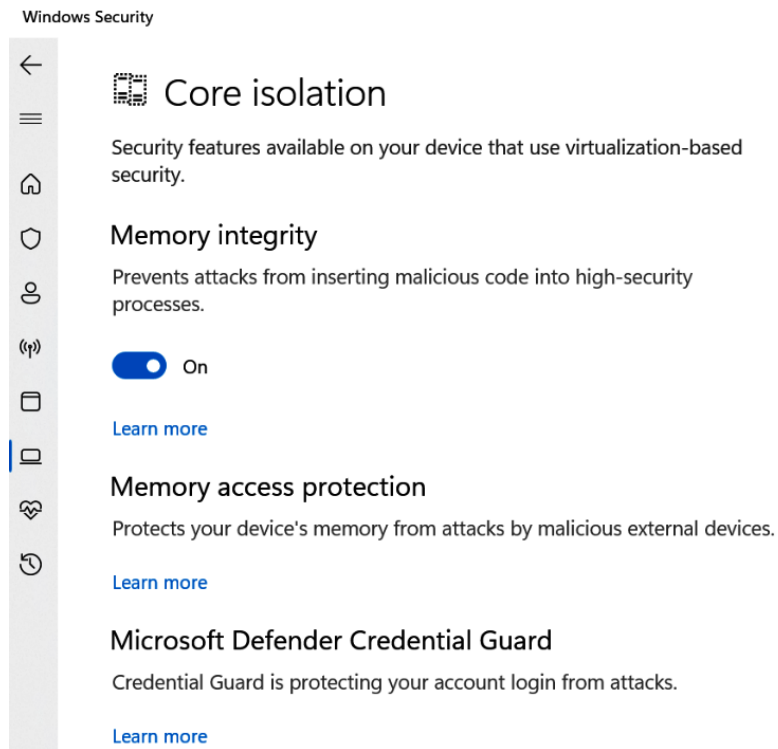 Windows Security
Core isolation
Security features available on your device that use virtualization-based
security.
Memory integrity
Prevents attacks from inserting malicious code into high-security
processes.
On
Learn more
Memory access protection
Protects your device's memory from attacks by malicious external devices.
Learn more
Microsoft Defender Credential Guard
Credential Guard is protecting your account login from attacks.
Learn more